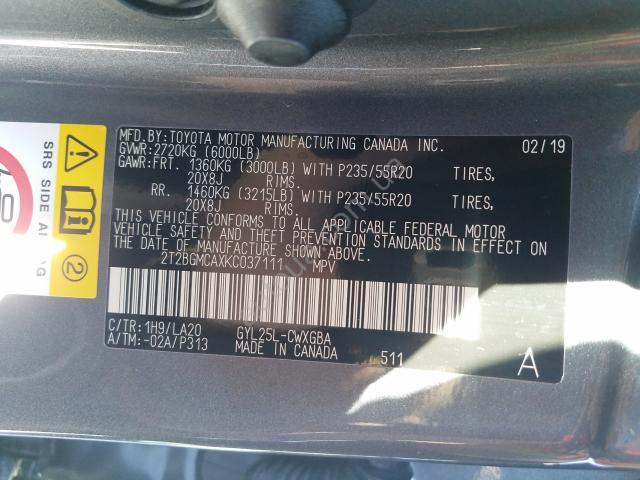 MFD.BY:TOYOTA MOTOR MANUFACTURING CANADA INC. 02/19
GVWR:2720KG (6000LB)
GAWR:FRT. 1360KG (3000LB) WITH P235/55R20 TIRES,
20X8J RIMS.
RR. 1460KG (3215LB) WITH P235/55R20 TIRES,
20X8J RIMS.
THIS VEHICLE CONFORMS TO ALL APPLICABLE FEDERAL MOTOR
VEHICLE SAFETY AND THEFT PREVENTION STANDARDS IN EFFECT ON
THE DATE OF MANUFACTURE SHOWN ABOVE.
2T2BGMCAXKC037111 MPV
C/TR:1H9/LA20 GYL25L-CWXGBA
A/TM:-02A/P313 MADE IN CANADA 511 A
SRS SIDE
2